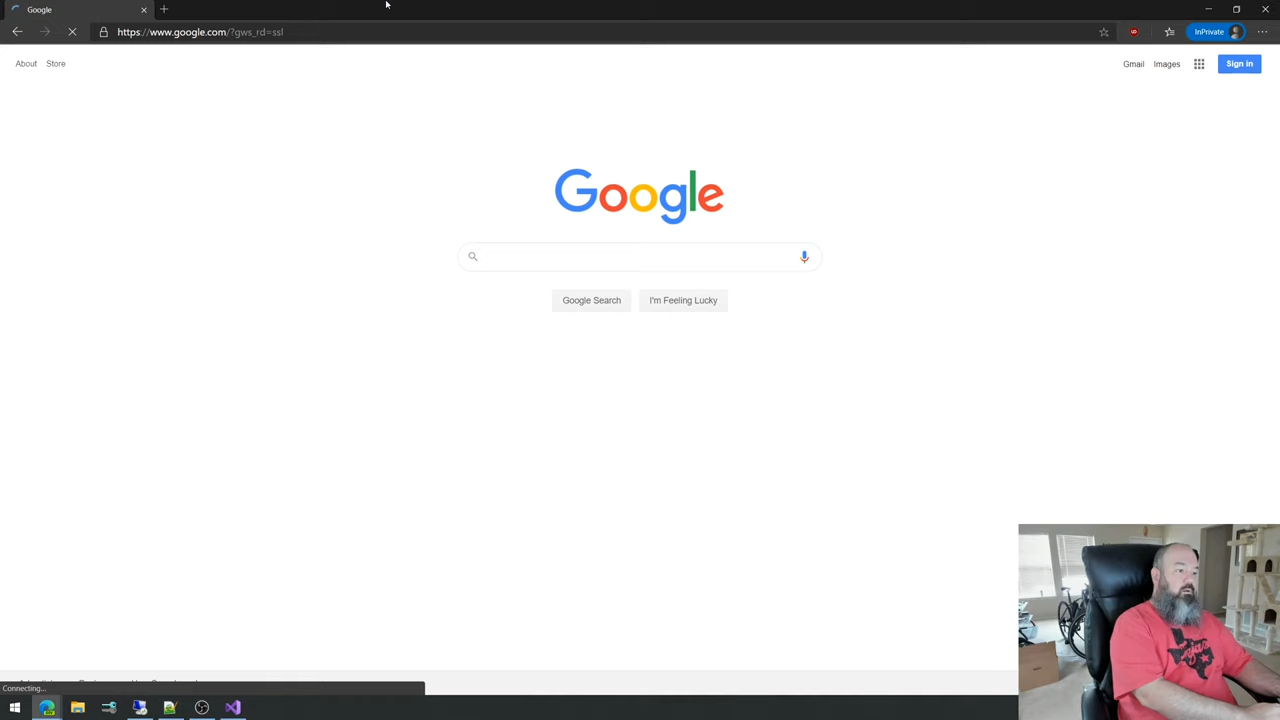 Google
https://www.google.com/?gws_rd=ssl
InPrivate
About Store
Gmail Images Sign in
Google
Google Search I'm Feeling Lucky
Connecting...